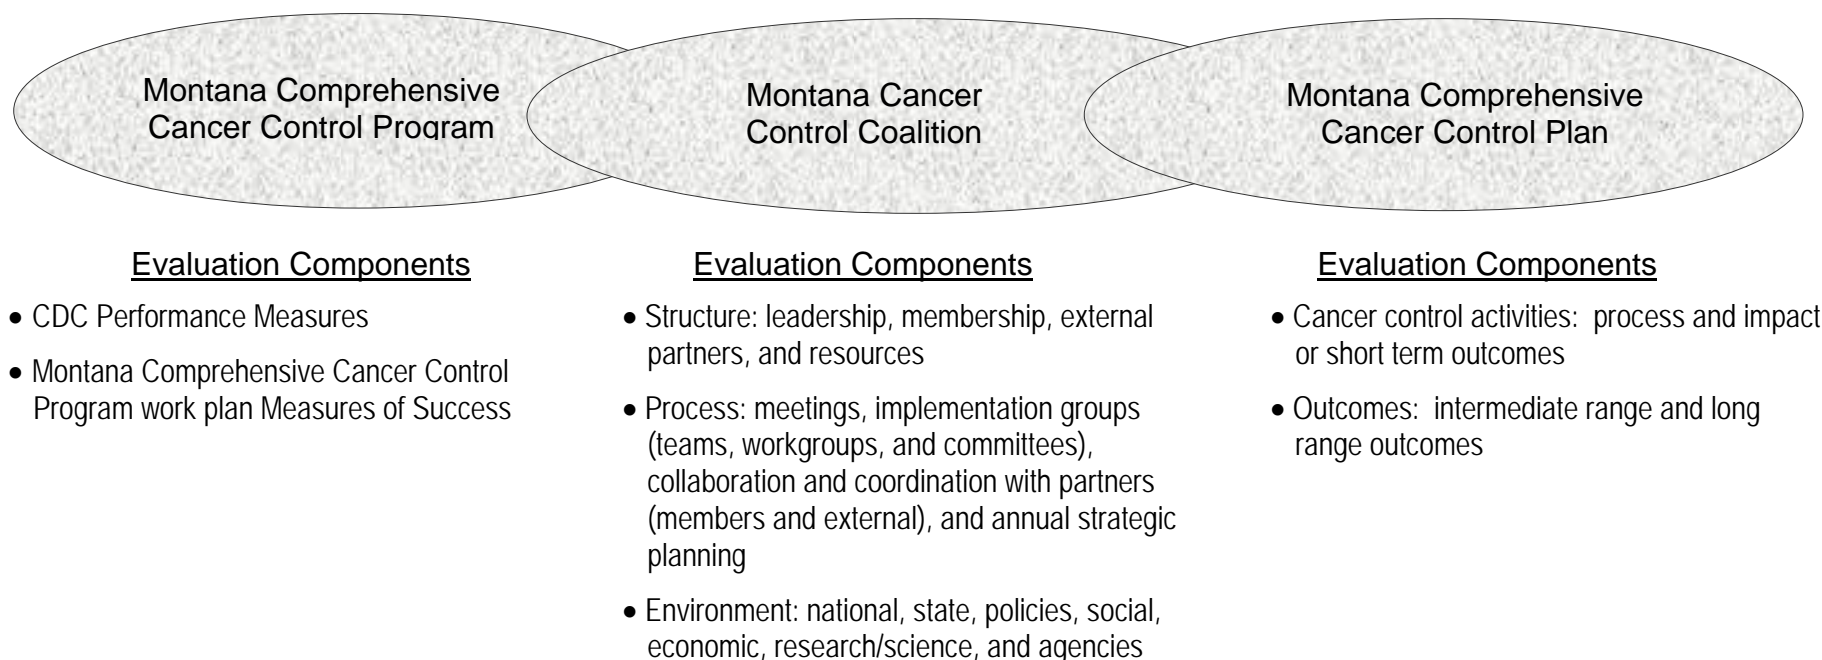 Montana Comprehensive
Cancer Control Program
Montana Cancer
Control Coalition
Montana Comprehensive
Cancer Control Plan
Evaluation Components
• CDC Performance Measures
• Montana Comprehensive Cancer Control
Program work plan Measures of Success
Evaluation Components
• Structure: leadership, membership, external
partners, and resources
• Process: meetings, implementation groups
(teams, workgroups, and committees),
collaboration and coordination with partners
(members and external), and annual strategic
planning
• Environment: national, state, policies, social,
economic, research/science, and agencies
Evaluation Components
• Cancer control activities: process and impact
or short term outcomes
• Outcomes: intermediate range and long
range outcomes